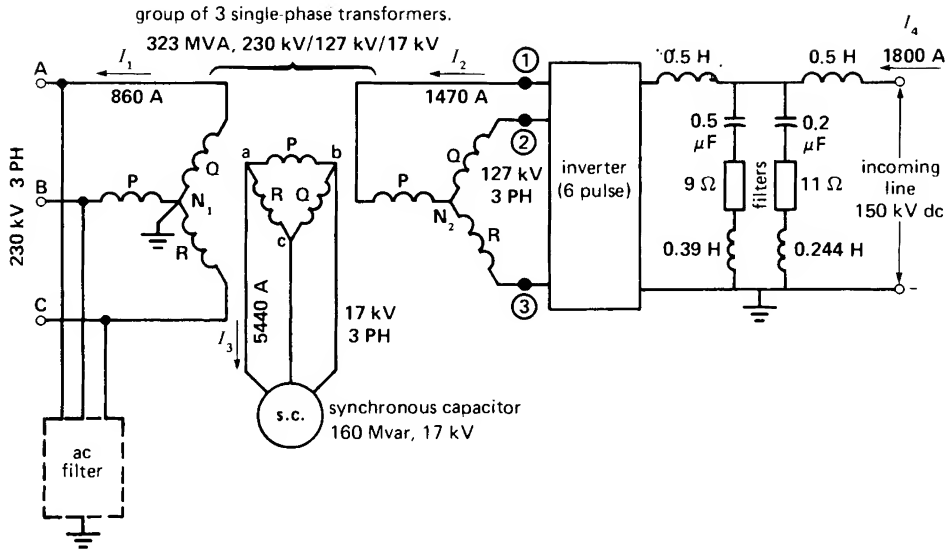 group of 3 single-phase transformers.
323 MVA, 230 kV/127 kV/17 kV
A
I1
860 A
I2
1470 A
1
0.5 H
0.5 H
I4
1800 A
2
Q
P
a
P
b
R
Q
c
Q
127 kV
3 PH
P
N2
R
3
inverter
(6 pulse)
0.5
µF
0.2
µF
9 Ω
filters
11 Ω
0.39 H
0.244 H
incoming
line
150 kV dc
–
230 kV 3 PH
B
N1
R
C
I3
5440 A
17 kV
3 PH
s.c.
synchronous capacitor
160 Mvar, 17 kV
ac
filter